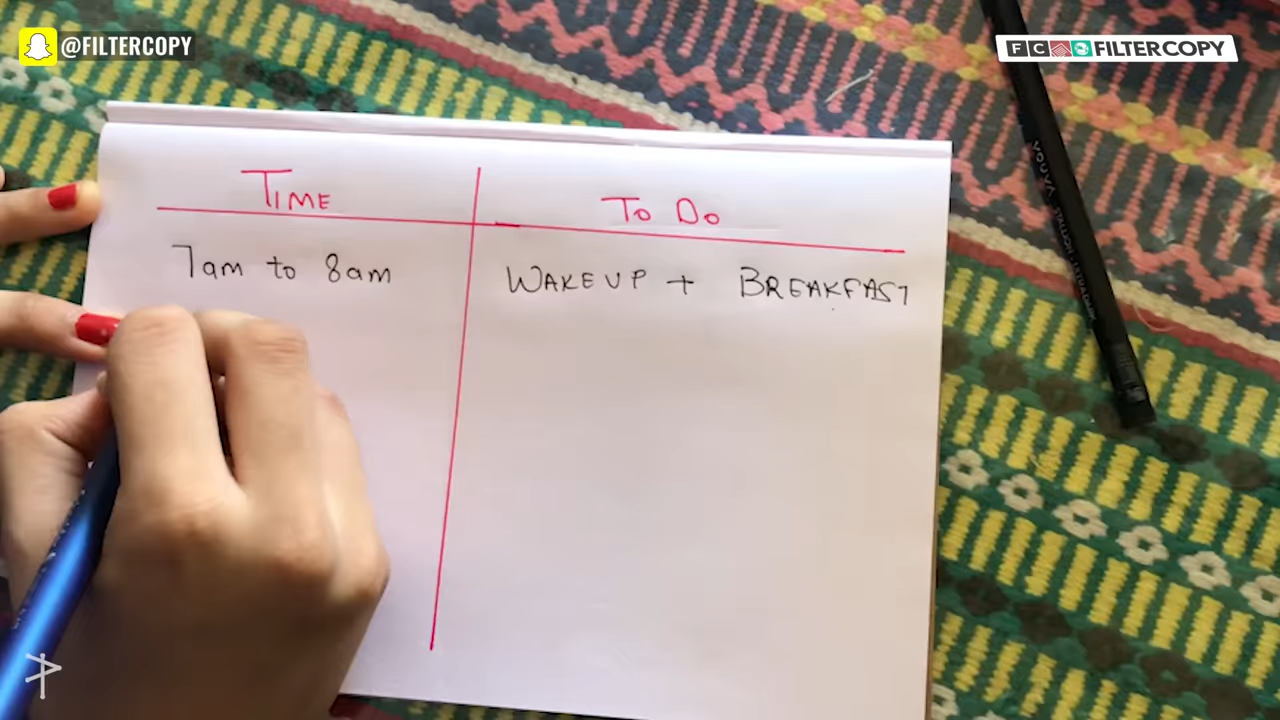 @FILTERCOPY
FC FILTERCOPY
TIME
TO DO
7am to 8am
WAKEUP + BREAKFAST